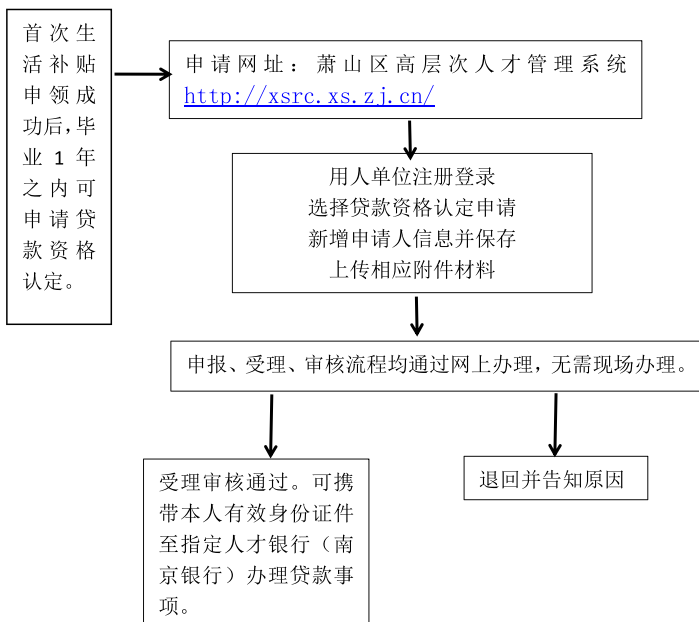 首次生
活补贴
申领成
功后，毕
业 1 年
之内可
申请贷
款资格
认定。
申请网址：萧山区高层次人才管理系统
http://xsrc.xs.zj.cn/
用人单位注册登录
选择贷款资格认定申请
新增申请人信息并保存
上传相应附件材料
申报、受理、审核流程均通过网上办理，无需现场办理。
受理审核通过。可携
带本人有效身份证件
至指定人才银行（南
京银行）办理贷款事
项。
退回并告知原因